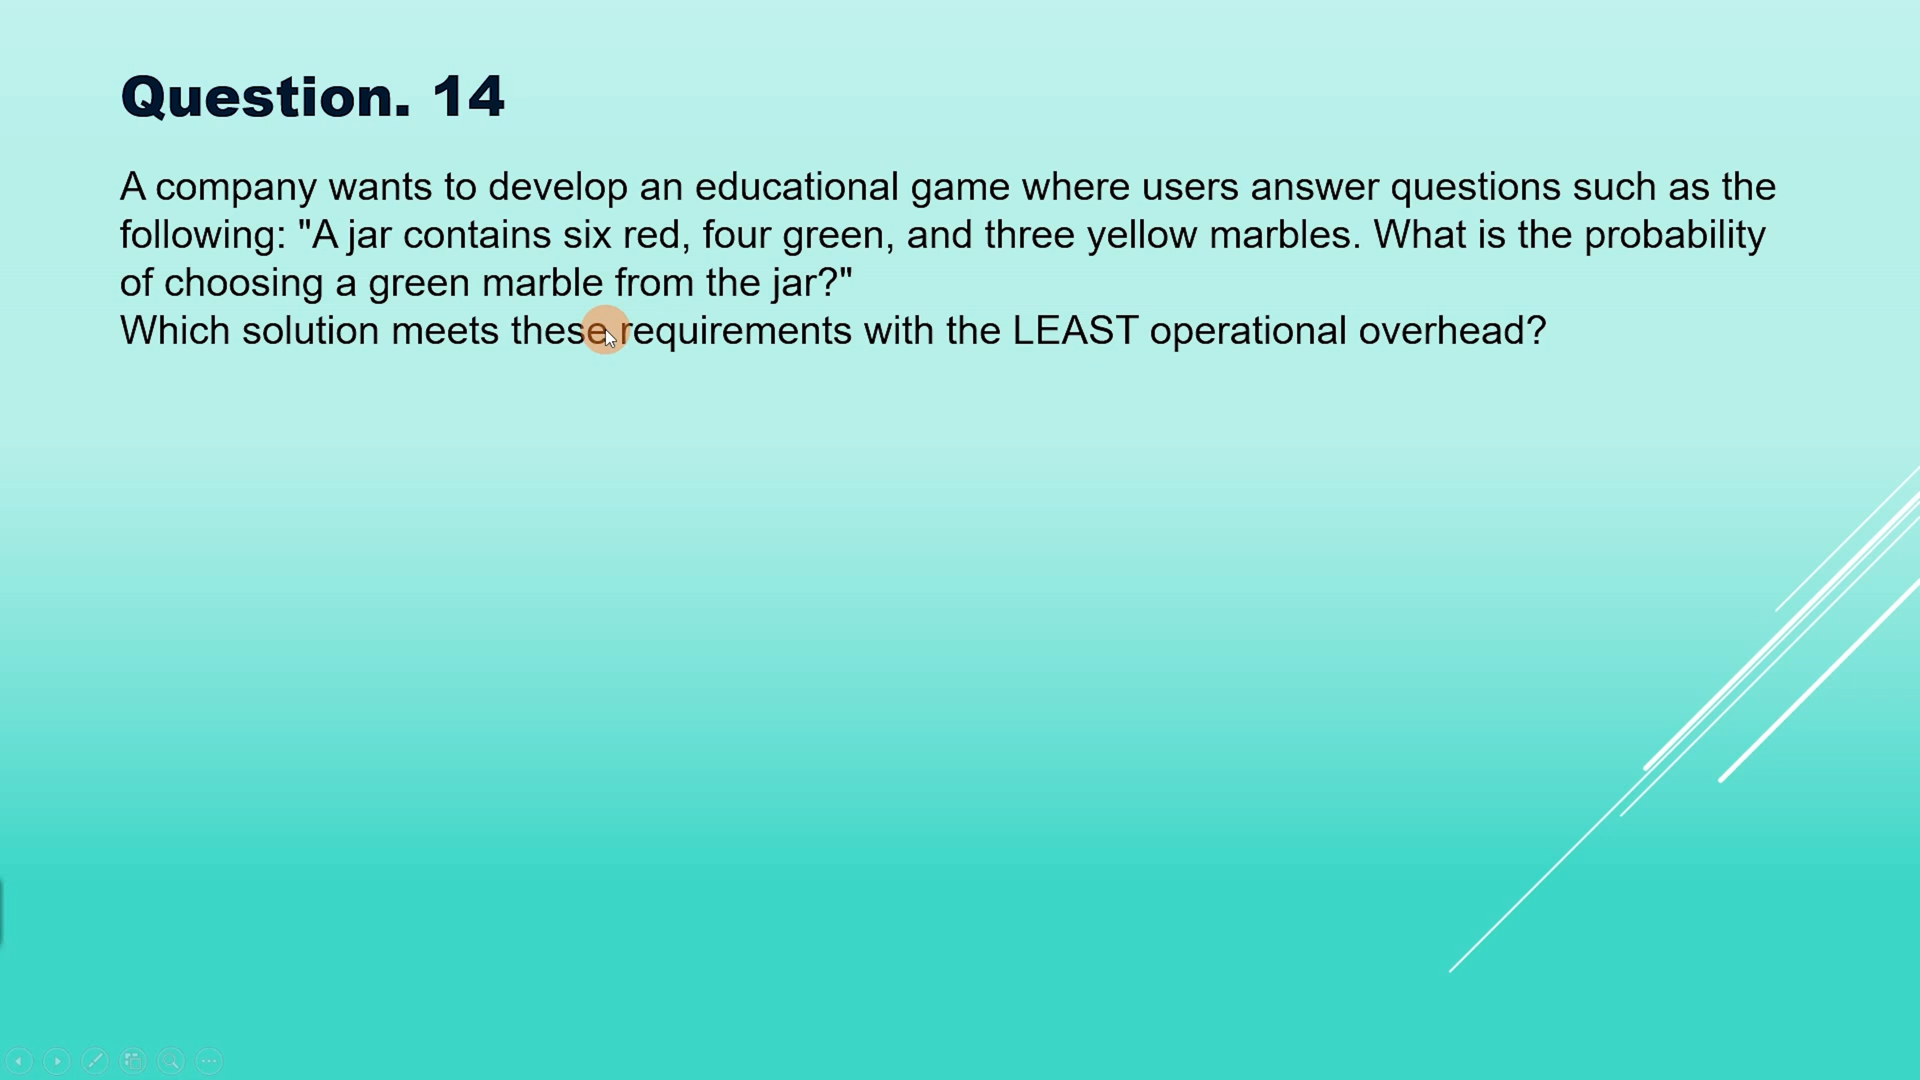 Question. 14
A company wants to develop an educational game where users answer questions such as the
following: "A jar contains six red, four green, and three yellow marbles. What is the probability
of choosing a green marble from the jar?"
Which solution meets these requirements with the LEAST operational overhead?